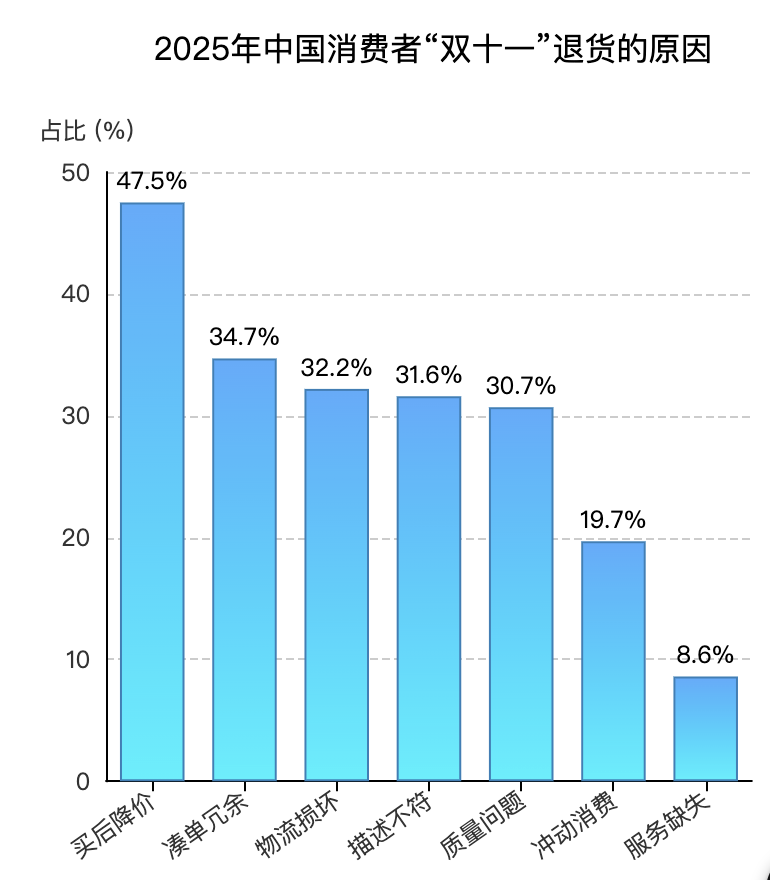 2025年中国消费者“双十一”退货的原因
占比 (%)
50
40
30
20
10
0
47.5%
34.7%
32.2%
31.6%
30.7%
19.7%
8.6%
买后降价
凑单冗余
物流损坏
描述不符
质量问题
冲动消费
服务缺失